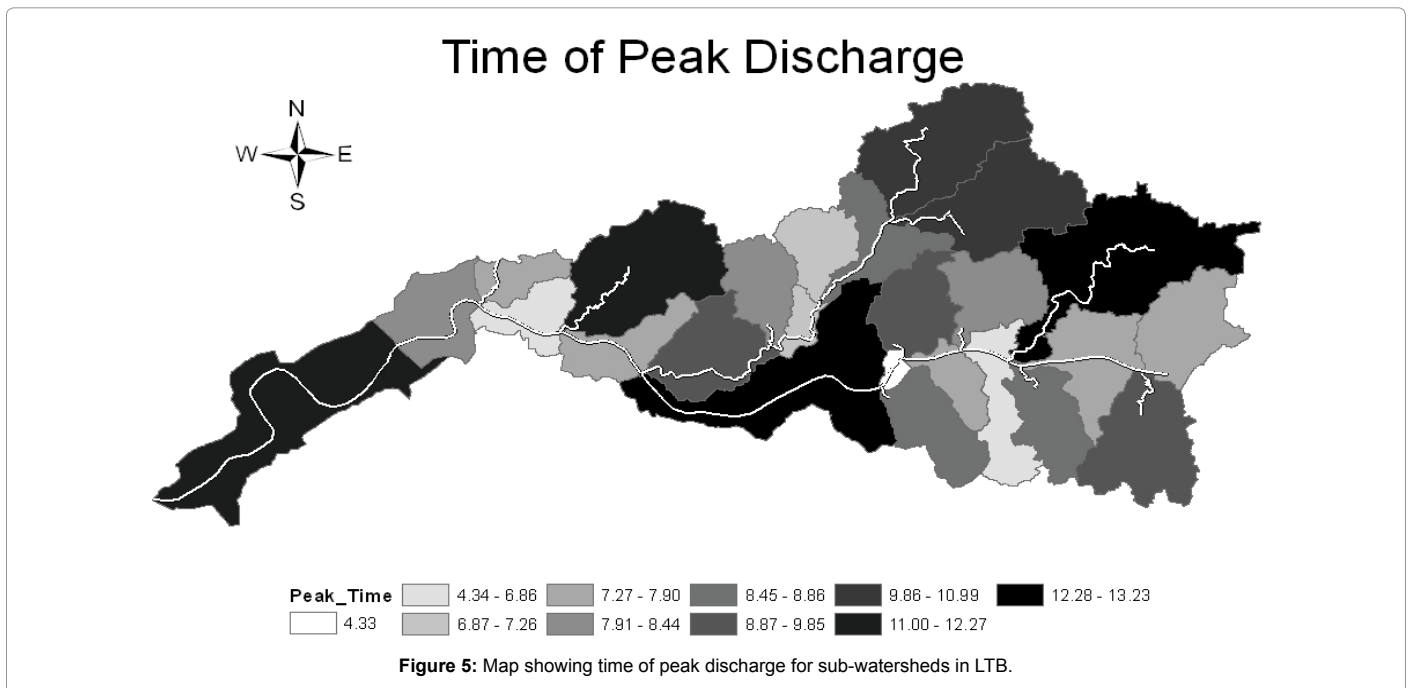 Time of Peak Discharge
N
W E
S
Peak_Time 4.34 - 6.86 7.27 - 7.90 8.45 - 8.86 9.86 - 10.99 12.28 - 13.23
4.33 6.87 - 7.26 7.91 - 8.44 8.87 - 9.85 11.00 - 12.27
Figure 5: Map showing time of peak discharge for sub-watersheds in LTB.